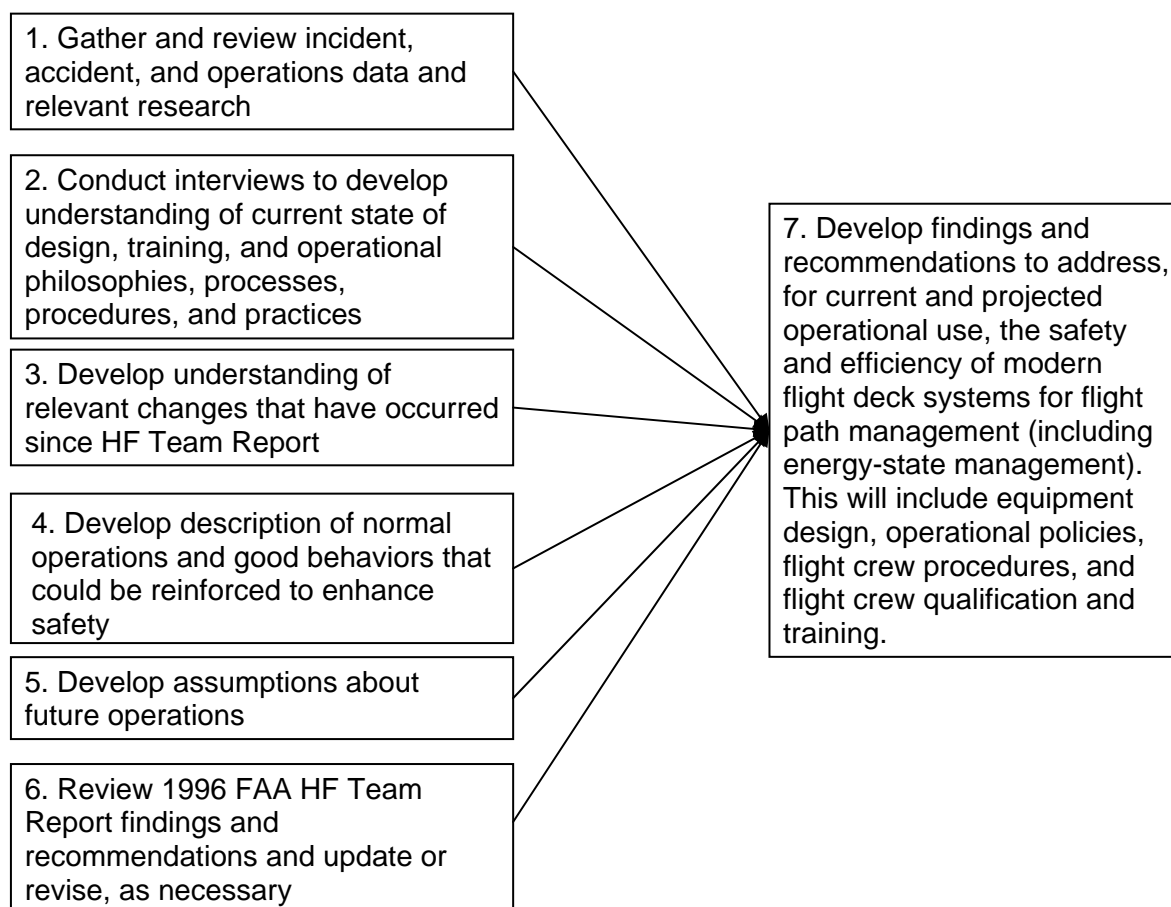 1. Gather and review incident,
accident, and operations data and
relevant research
2. Conduct interviews to develop
understanding of current state of
design, training, and operational
philosophies, processes,
procedures, and practices
3. Develop understanding of
relevant changes that have occurred
since HF Team Report
4. Develop description of normal
operations and good behaviors that
could be reinforced to enhance
safety
5. Develop assumptions about
future operations
6. Review 1996 FAA HF Team
Report findings and
recommendations and update or
revise, as necessary
7. Develop findings and
recommendations to address,
for current and projected
operational use, the safety
and efficiency of modern
flight deck systems for flight
path management (including
energy-state management).
This will include equipment
design, operational policies,
flight crew procedures, and
flight crew qualification and
training.